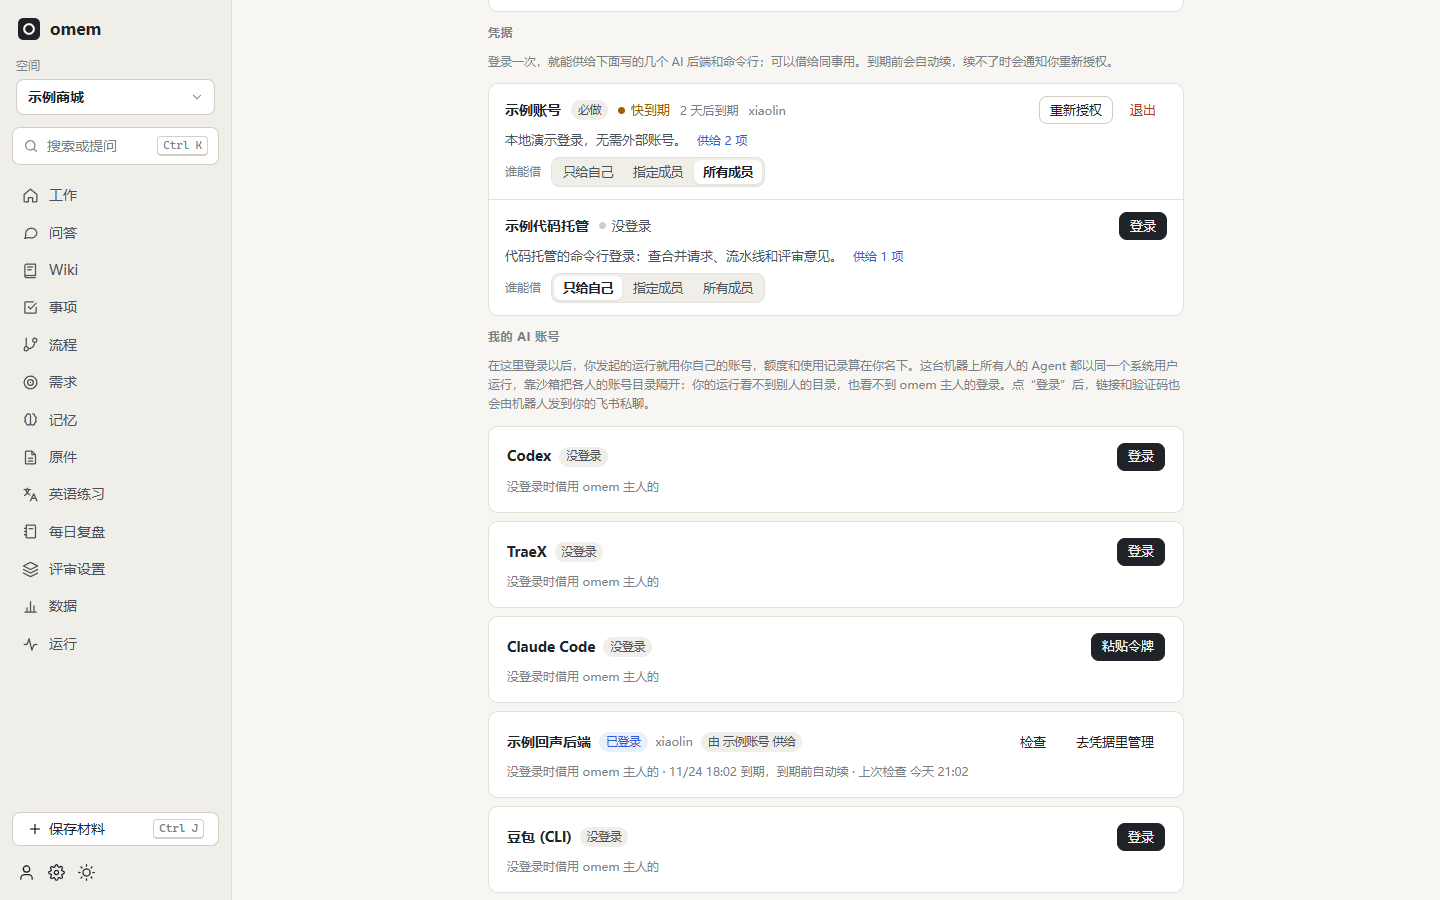 omem
空间
示例商城
搜索或提问 Ctrl K
工作
问答
Wiki
事项
流程
需求
记忆
原件
英语练习
每日复盘
评审设置
数据
运行
保存材料 Ctrl J
凭据
登录一次，就能供给下面写的几个 AI 后端和命令行；可以借给同事用。到期前会自动续，续不了时会通知你重新授权。
示例账号 必做 快到期 2 天后到期 xiaolin 重新授权 退出
本地演示登录，无需外部账号。 供给 2 项
谁能借 只给自己 指定成员 所有成员
示例代码托管 没登录 登录
代码托管的命令行登录：查合并请求、流水线和评审意见。 供给 1 项
谁能借 只给自己 指定成员 所有成员
我的 AI 账号
在这里登录以后，你发起的运行就用你自己的账号，额度和使用记录算在你名下。这台机器上所有人的 Agent 都以同一个系统用户
运行，靠沙箱把各人的账号目录隔开：你的运行看不到别人的目录，也看不到 omem 主人的登录。点“登录”后，链接和验证码也
会由机器人发到你的飞书私聊。
Codex 没登录 登录
没登录时借用 omem 主人的
TraeX 没登录 登录
没登录时借用 omem 主人的
Claude Code 没登录 粘贴令牌
没登录时借用 omem 主人的
示例回声后端 已登录 xiaolin 由 示例账号 供给 检查 去凭据里管理
没登录时借用 omem 主人的 · 11/24 18:02 到期，到期前自动续 · 上次检查 今天 21:02
豆包 (CLI) 没登录 登录
没登录时借用 omem 主人的